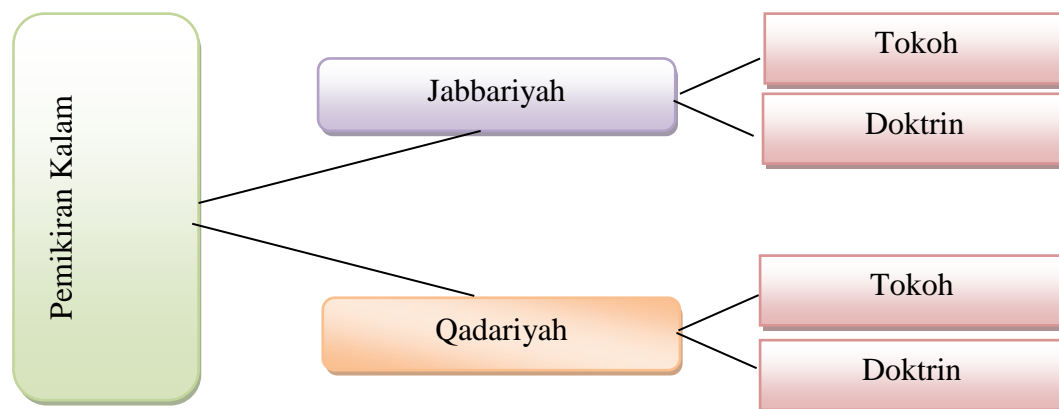 Pemikiran Kalam
Jabbariyah
Tokoh
Doktrin
Qadariyah
Tokoh
Doktrin